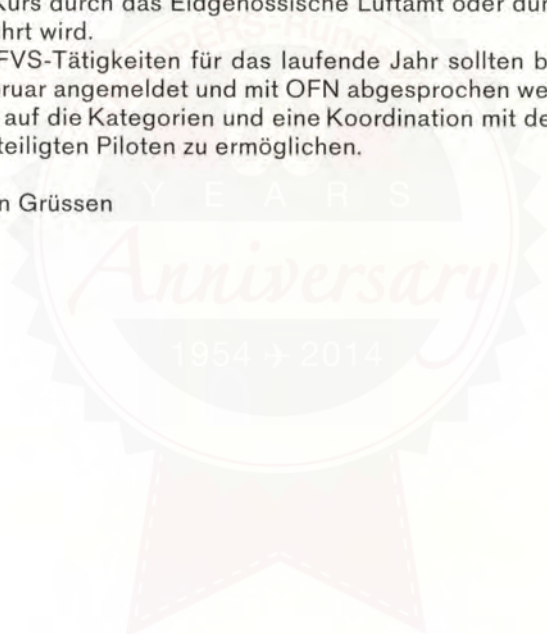 Kurs durch das Eidgenössische Luftamt oder dur
hrt wird.
FVS-Tätigkeiten für das laufende Jahr sollten b
ruar angemeldet und mit OFN abgesprochen we
auf die Kategorien und eine Koordination mit de
teiligten Piloten zu ermöglichen.
n Grüssen
YEARS
Anniversary
1954 ✈ 2014